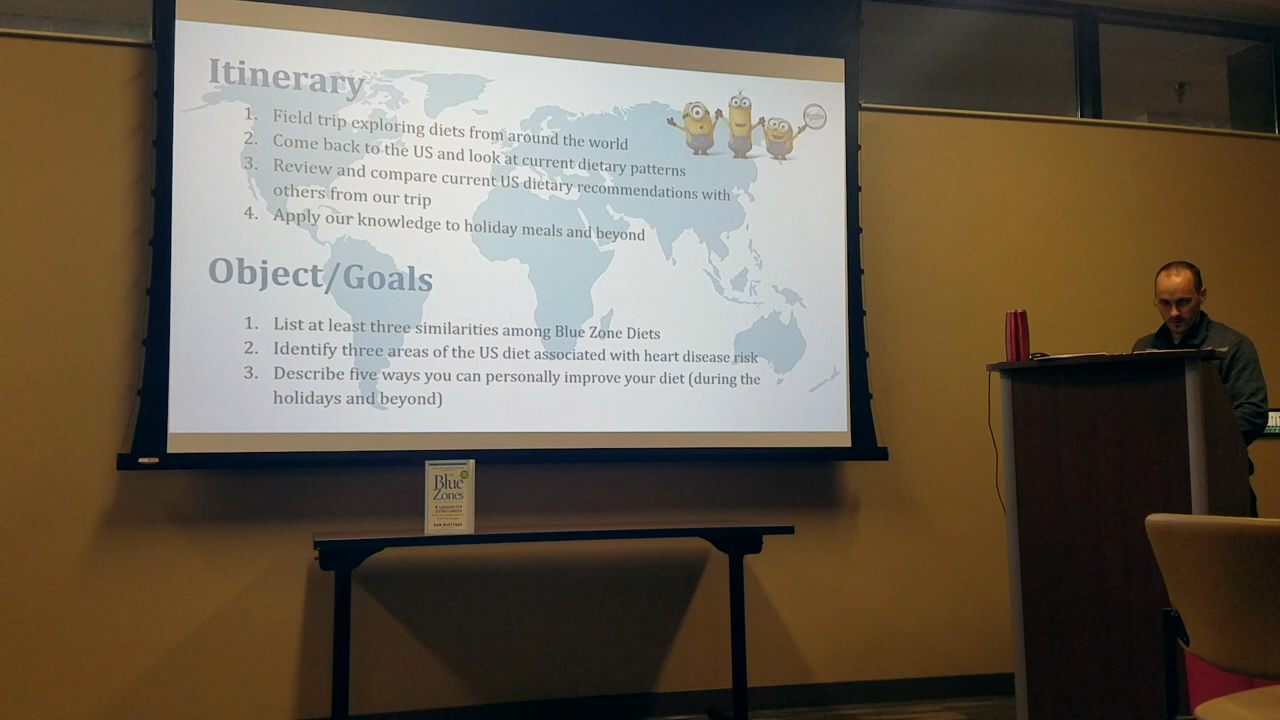 Itinerary
1. Field trip exploring diets from around the world
2. Come back to the US and look at current dietary patterns
3. Review and compare current US dietary recommendations with
others from our trip
4. Apply our knowledge to holiday meals and beyond
Object/Goals
1. List at least three similarities among Blue Zone Diets
2. Identify three areas of the US diet associated with heart disease risk
3. Describe five ways you can personally improve your diet (during the
holidays and beyond)
Blue
Zones